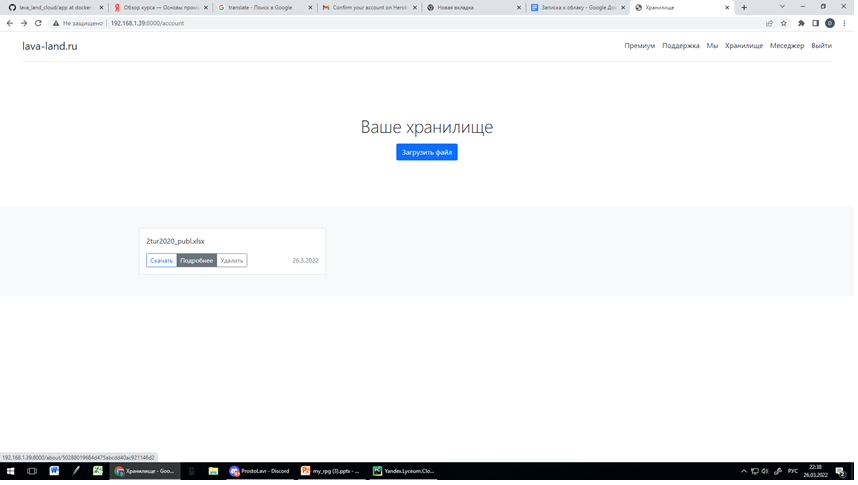 lava_land_cloud/app at docker
Обзор курса — Основы пром
translate - Поиск в Google
Confirm your account on Herok
Новая вкладка
Записка к облаку - Google До
Хранилище
Не защищено
192.168.1.39:8000/account
lava-land.ru
Премиум Поддержка Мы Хранилище Меседжер Выйти
Ваше хранилище
Загрузить файл
2tur2020_publ.xlsx
Скачать Подробнее Удалить 26.3.2022
192.168.1.39:8000/about/50288019684d475abcdd40ac921146d2
Хранилище - Goo...
ProstoLavr - Discord
my_rpg (3).pptx - ...
Yandex.Lyceum.Clo...
РУС
22:38
26.03.2022